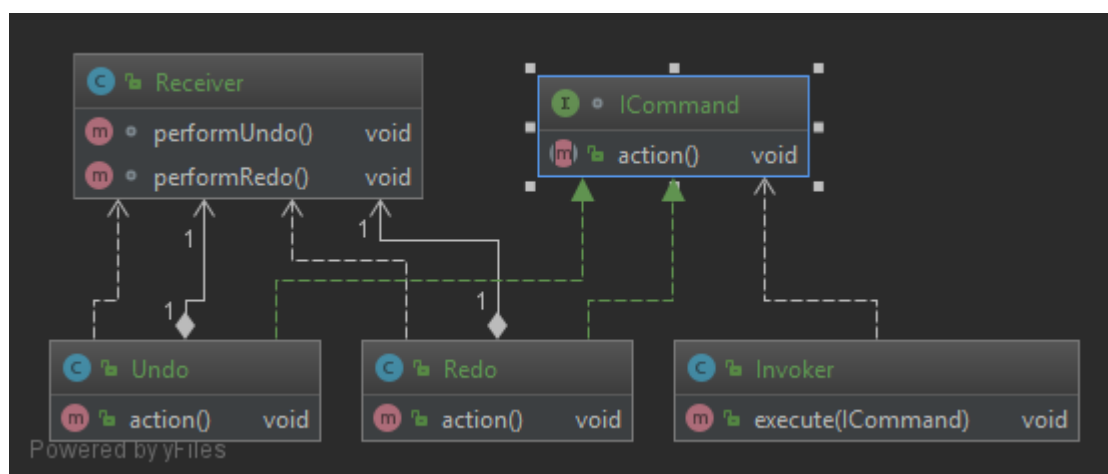 Receiver
performUndo() void
performRedo() void
ICommand
action() void
1
1
1
1
Undo
action() void
Redo
action() void
Invoker
execute(ICommand) void
Powered by yFiles